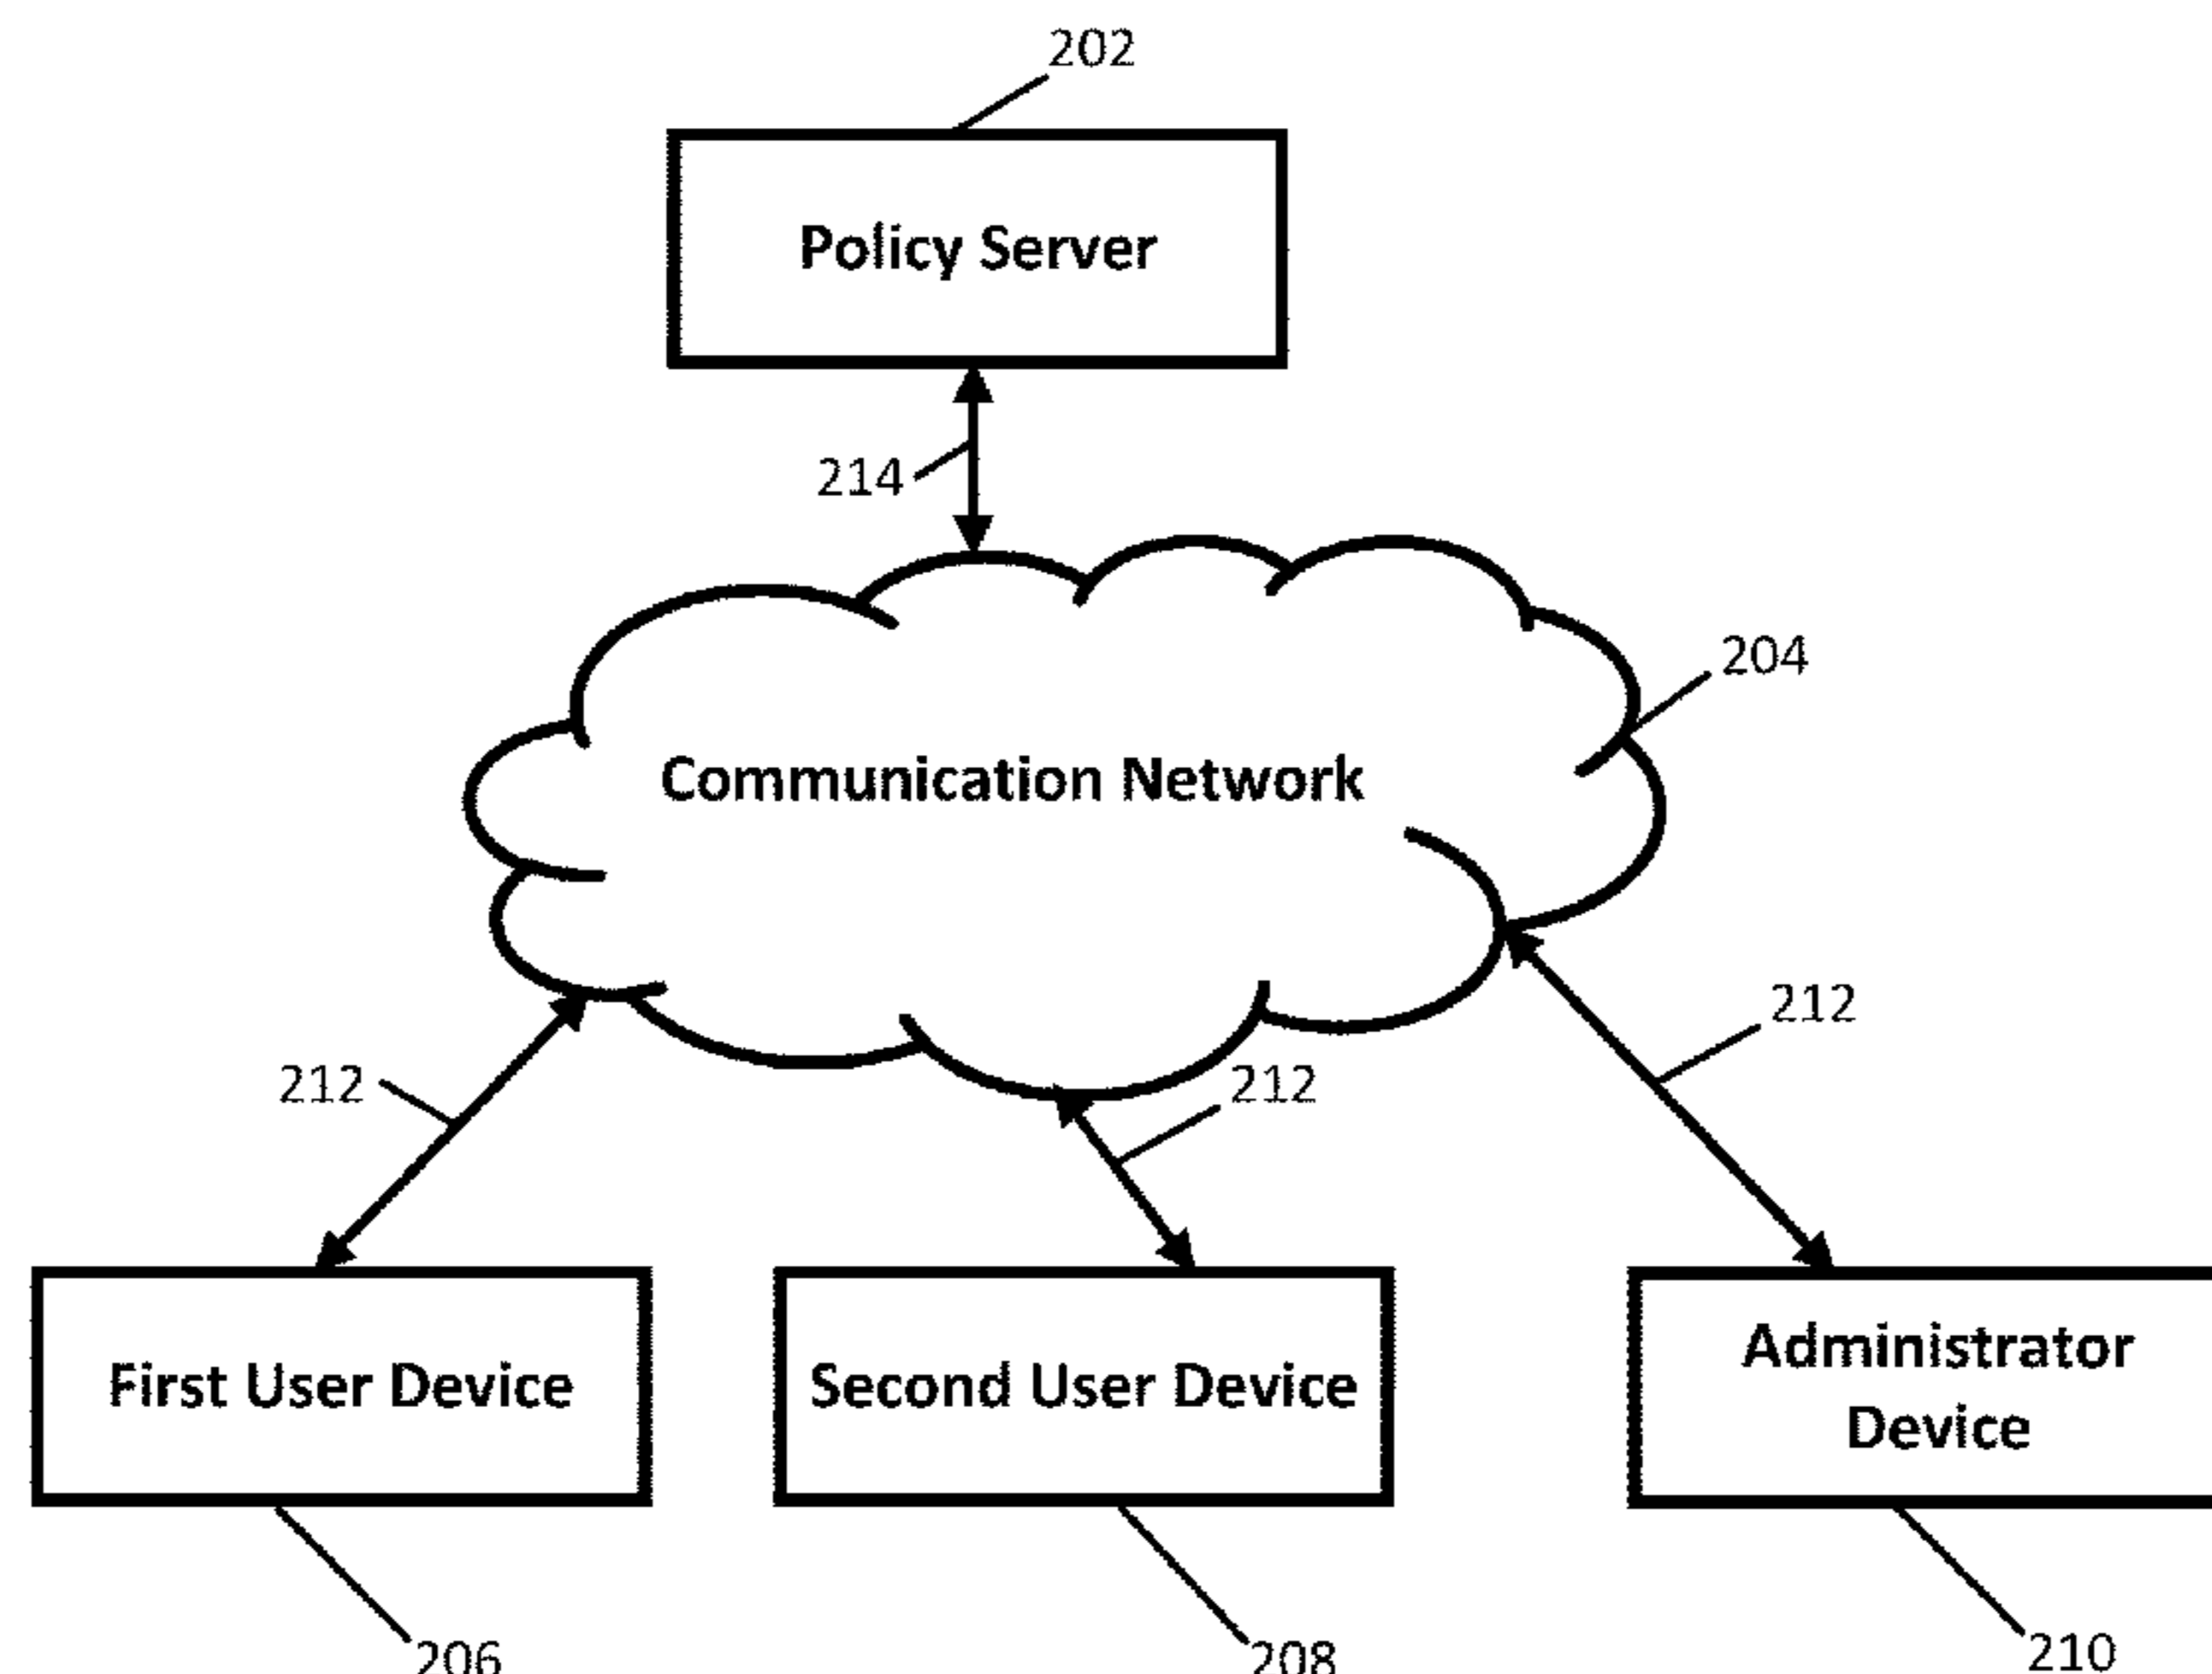 202
Policy Server
214
204
Communication Network
212
212
212
First User Device
Second User Device
Administrator
Device
206
208
210